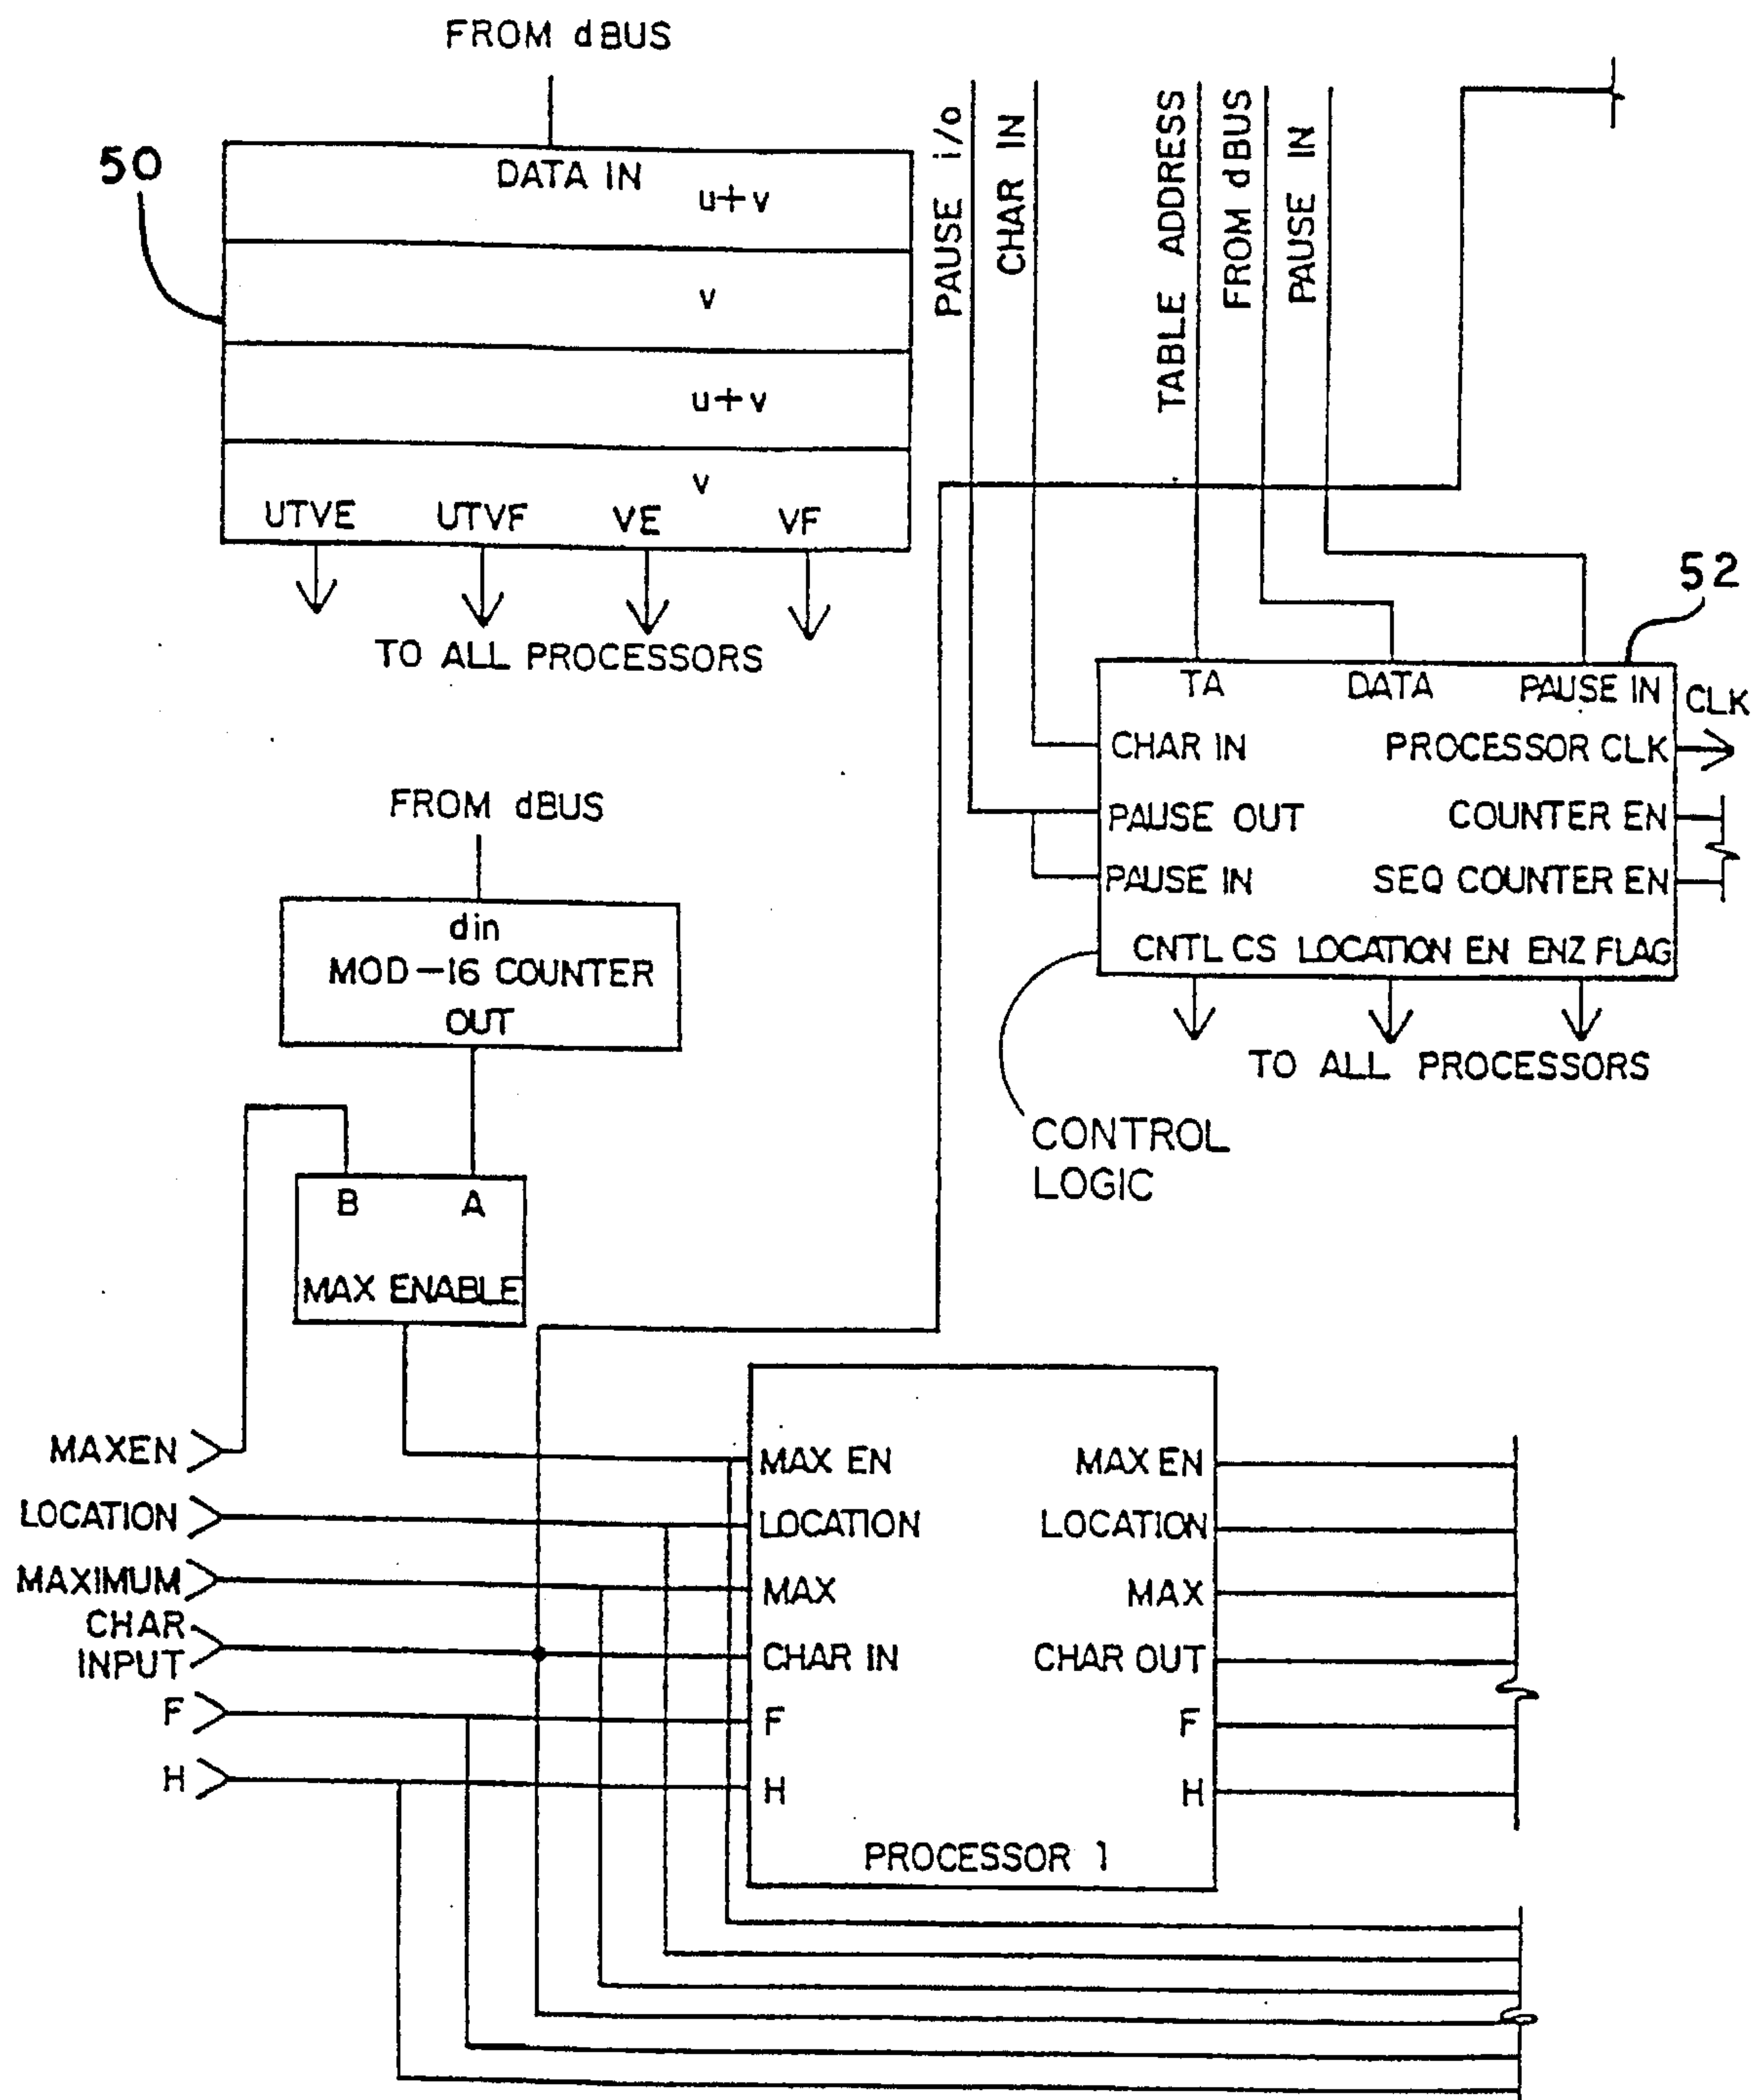 FROM dBUS
50
DATA IN
u+v
v
u+v
v
UTVE UTVF VE VF
TO ALL PROCESSORS
PAUSE i/o
CHAR IN
TABLE ADDRESS
FROM dBUS
PAUSE IN
52
TA DATA PAUSE IN
CLK
CHAR IN PROCESSOR CLK
PAUSE OUT COUNTER EN
PAUSE IN SEQ COUNTER EN
CNTL CS LOCATION EN ENZ FLAG
TO ALL PROCESSORS
CONTROL
LOGIC
FROM dBUS
din
MOD-16 COUNTER
OUT
B A
MAX ENABLE
MAXEN
LOCATION
MAXIMUM
CHAR
INPUT
F
H
MAX EN MAX EN
LOCATION LOCATION
MAX MAX
CHAR IN CHAR OUT
F F
H H
PROCESSOR 1